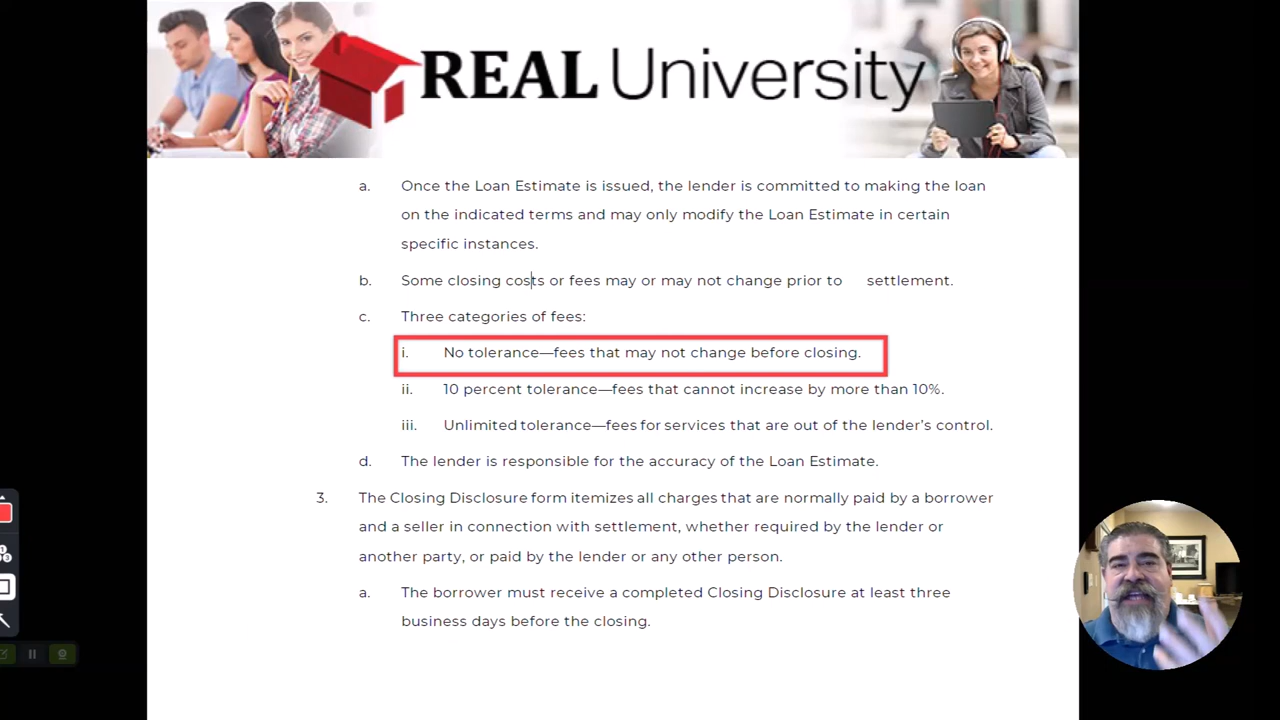 REAL University
a. Once the Loan Estimate is issued, the lender is committed to making the loan
on the indicated terms and may only modify the Loan Estimate in certain
specific instances.
b. Some closing costs or fees may or may not change prior to settlement.
c. Three categories of fees:
i. No tolerance—fees that may not change before closing.
ii. 10 percent tolerance—fees that cannot increase by more than 10%.
iii. Unlimited tolerance—fees for services that are out of the lender’s control.
d. The lender is responsible for the accuracy of the Loan Estimate.
3. The Closing Disclosure form itemizes all charges that are normally paid by a borrower
and a seller in connection with settlement, whether required by the lender or
another party, or paid by the lender or any other person.
a. The borrower must receive a completed Closing Disclosure at least three
business days before the closing.